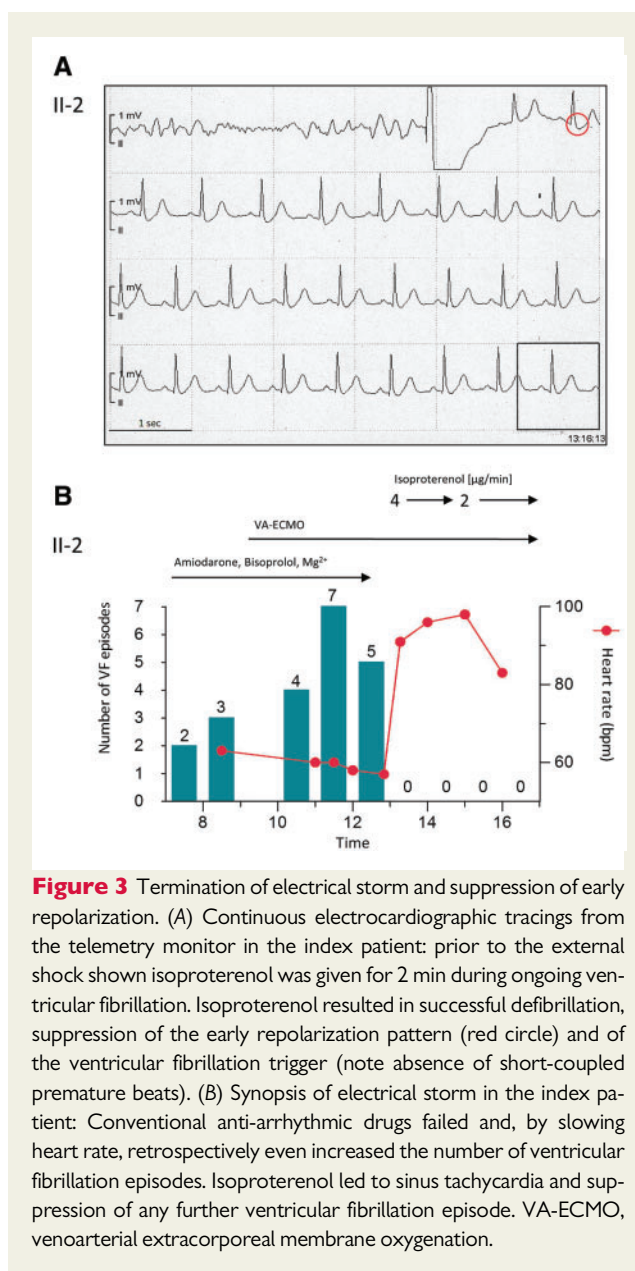 A
II-2
1 mV
II
1 mV
II
1 mV
II
1 mV
II
1 sec
13:16:13
B
II-2
Isoproterenol [µg/min]
4 2
VA-ECMO
Amiodarone, Bisoprolol, Mg²⁺
Number of VF episodes
7
6
5
4
3
2
1
0
2
3
4
7
5
0 0 0 0
100
80
60
Heart rate (bpm)
8 10 12 14 16
Time
Figure 3 Termination of electrical storm and suppression of early
repolarization. (A) Continuous electrocardiographic tracings from
the telemetry monitor in the index patient: prior to the external
shock shown isoproterenol was given for 2 min during ongoing ven-
tricular fibrillation. Isoproterenol resulted in successful defibrillation,
suppression of the early repolarization pattern (red circle) and of
the ventricular fibrillation trigger (note absence of short-coupled
premature beats). (B) Synopsis of electrical storm in the index pa-
tient: Conventional anti-arrhythmic drugs failed and, by slowing
heart rate, retrospectively even increased the number of ventricular
fibrillation episodes. Isoproterenol led to sinus tachycardia and sup-
pression of any further ventricular fibrillation episode. VA-ECMO,
venoarterial extracorporeal membrane oxygenation.